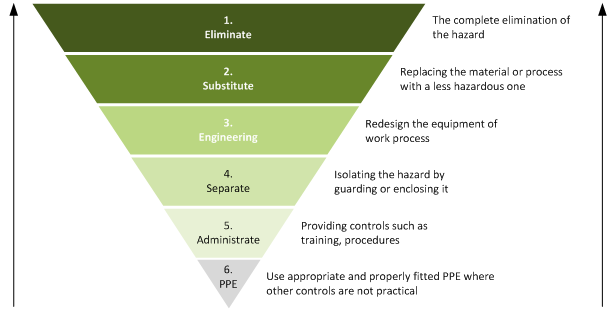 1.
Eliminate
The complete elimination of
the hazard
2.
Substitute
Replacing the material or process
with a less hazardous one
3.
Engineering
Redesign the equipment of
work process
4.
Separate
Isolating the hazard by
guarding or enclosing it
5.
Administrate
Providing controls such as
training, procedures
6.
PPE
Use appropriate and properly fitted PPE where
other controls are not practical